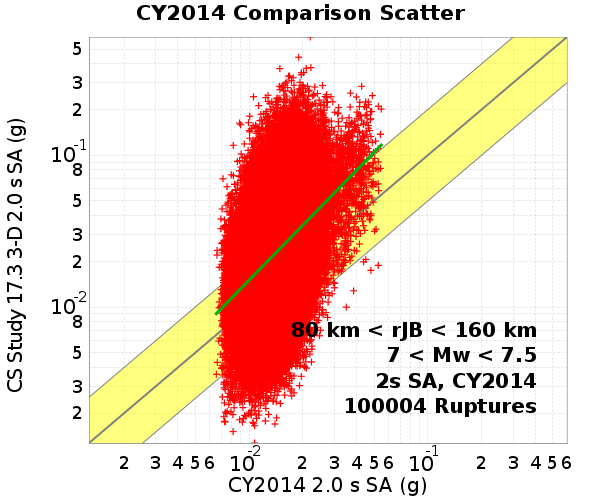 CY2014 Comparison Scatter
CS Study 17.3 3-D 2.0 s SA (g)
5
3
2
10^-1
8
5
3
2
10^-2
8
5
3
2
80 km < rJB < 160 km
7 < Mw < 7.5
2s SA, CY2014
100004 Ruptures
2 3 4 5 6 10^-2 2 3 4 5 6 10^-1 2 3 4 5 6
CY2014 2.0 s SA (g)